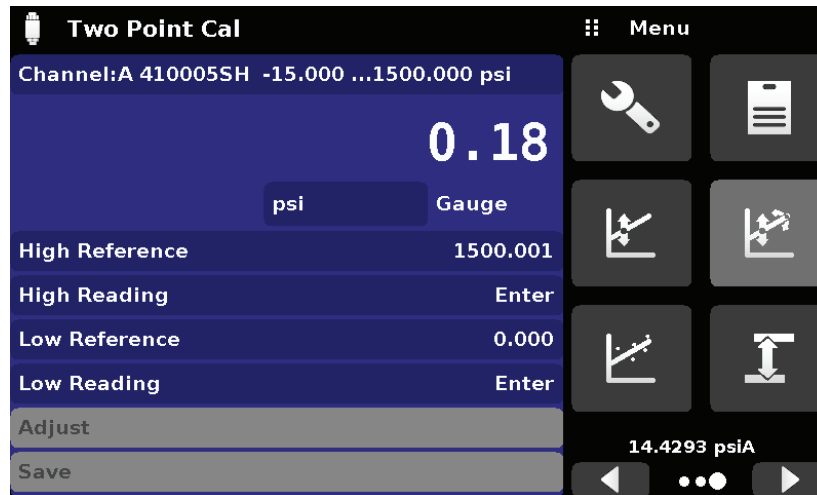 Two Point Cal
Menu
Channel:A 410005SH -15.000 ...1500.000 psi
0.18
psi Gauge
High Reference 1500.001
High Reading Enter
Low Reference 0.000
Low Reading Enter
Adjust
Save
14.4293 psiA